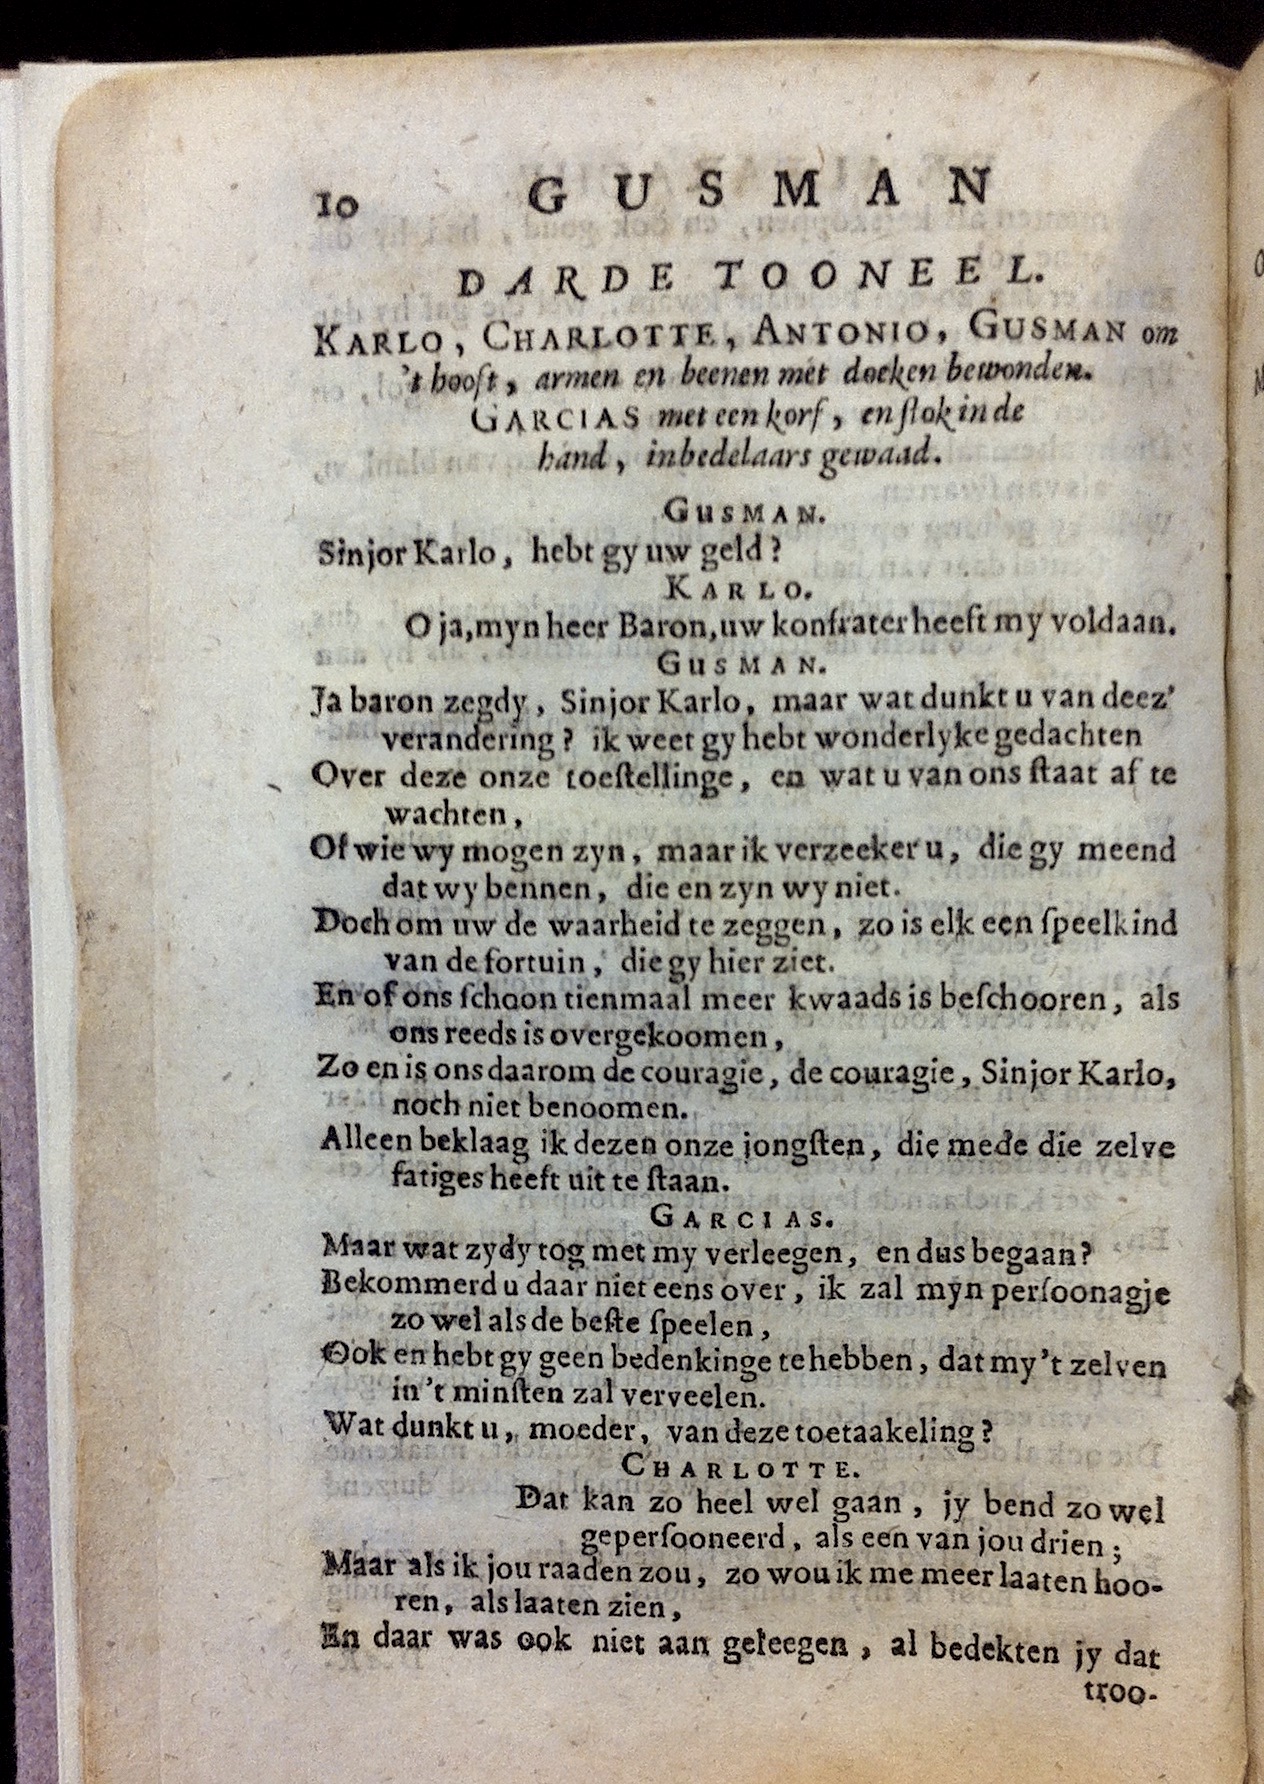 10 GUSMAN
DARDE TOONEEL.
KARLO, CHARLOTTE, ANTONIO, GUSMAN om
't hooft, armen en beenen met doeken bewonden.
GARCIAS met een korf, en ſtok in de
hand, in bedelaars gewaad.
GUSMAN.
Sinjor Karlo, hebt gy uw geld?
KARLO.
O ja, myn heer Baron, uw konfrater heeft my voldaan.
GUSMAN.
Ja baron zegdy, Sinjor Karlo, maar wat dunkt u van deez'
verandering? ik weet gy hebt wonderlyke gedachten
Over deze onze toeſtellinge, en wat u van ons ſtaat af te
wachten,
Of wie wy mogen zyn, maar ik verzeeker u, die gy meend
dat wy bennen, die en zyn wy niet.
Doch om uw de waarheid te zeggen, zo is elk een ſpeelkind
van de fortuin, die gy hier ziet.
En of ons ſchoon tienmaal meer kwaads is beſchooren, als
ons reeds is overgekoomen,
Zo en is ons daarom de couragie, de couragie, Sinjor Karlo,
noch niet benoomen.
Alleen beklaag ik dezen onze jongſten, die mede die zelve
fatiges heeft uit te ſtaan.
GARCIAS.
Maar wat zydy tog met my verleegen, en dus begaan?
Bekommerd u daar niet eens over, ik zal myn perſoonagje
zo wel als de beſte ſpeelen,
Ook en hebt gy geen bedenkinge te hebben, dat my 't zelven
in 't minſten zal verveelen.
Wat dunkt u, moeder, van deze toetaakeling?
CHARLOTTE.
Dat kan zo heel wel gaan, jy bend zo wel
geperſooneerd, als een van jou drien;
Maar als ik jou raaden zou, zo wou ik me meer laaten hoo-
ren, als laaten zien,
En daar was ook niet aan geleegen, al bedekten jy dat
troo-